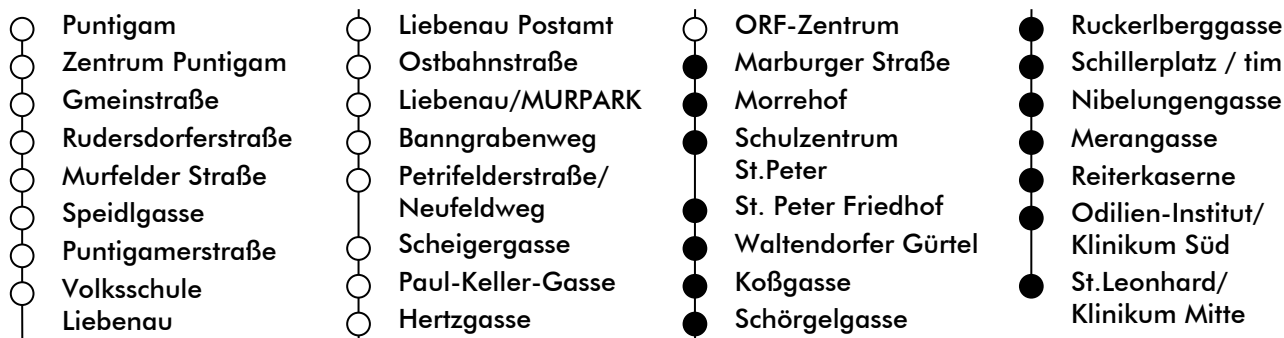 Puntigam
Zentrum Puntigam
Gmeinstraße
Rudersdorferstraße
Murfelder Straße
Speidlgasse
Puntigamerstraße
Volksschule
Liebenau
Liebenau Postamt
Ostbahnstraße
Liebenau/MURPARK
Banngrabenweg
Petrifelderstraße/
Neufeldweg
Scheigergasse
Paul-Keller-Gasse
Hertzgasse
ORF-Zentrum
Marburger Straße
Morrehof
Schulzentrum
St.Peter
St. Peter Friedhof
Waltendorfer Gürtel
Koßgasse
Schörgelgasse
Ruckerlberggasse
Schillerplatz / tim
Nibelungengasse
Merangasse
Reiterkaserne
Odilien-Institut/
Klinikum Süd
St.Leonhard/
Klinikum Mitte